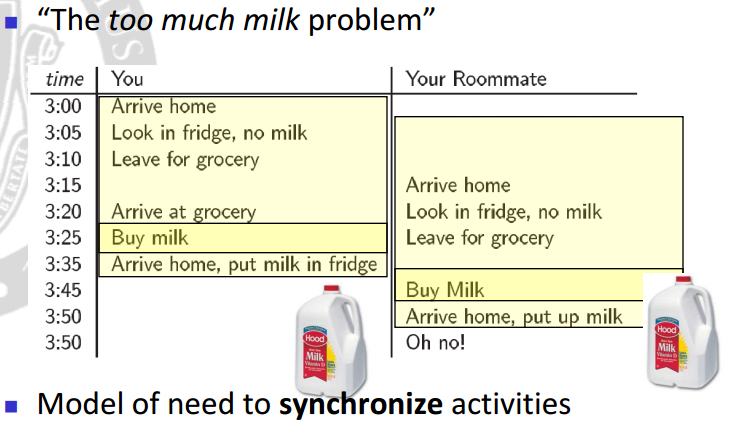 “The too much milk problem”
time You Your Roommate
3:00 Arrive home
3:05 Look in fridge, no milk
3:10 Leave for grocery
3:15 Arrive home
3:20 Arrive at grocery Look in fridge, no milk
3:25 Buy milk Leave for grocery
3:35 Arrive home, put milk in fridge
3:45 Buy Milk
3:50 Arrive home, put up milk
3:50 Oh no!
Hood
Milk
Vitamin D
Hood
Milk
Vitamin D
Model of need to synchronize activities